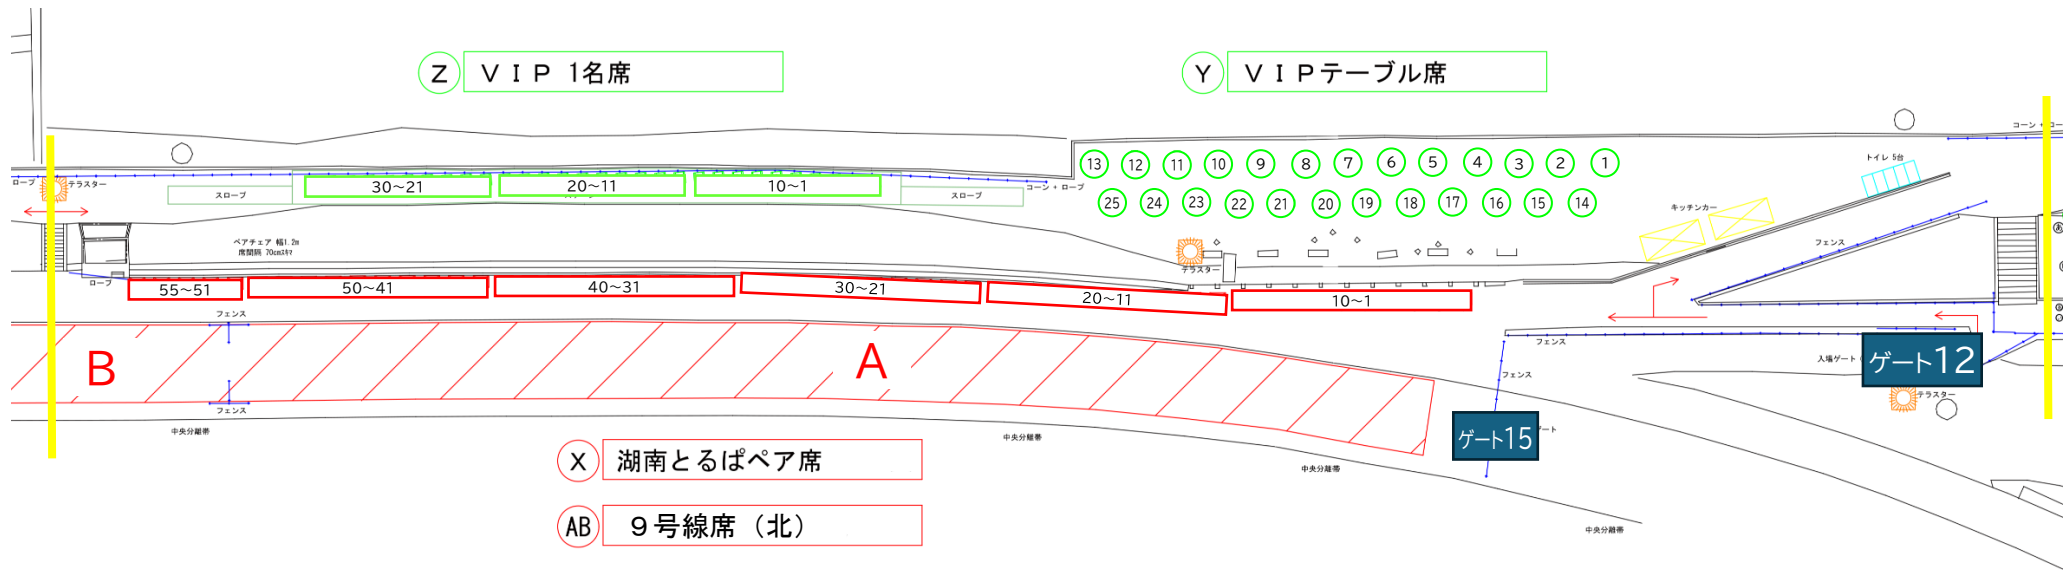 Z ＶＩＰ 1名席
Y ＶＩＰテーブル席
コーン + ロー
トイレ 5台
13 12 11 10 9 8 7 6 5 4 3 2 1
ロープ
テラスター
30～21 20～11 10～1
スロープ
スロープ
コーン + ロープ
25 24 23 22 21 20 19 18 17 16 15 14
キッチンカー
ペアチェア 幅1.2m
席間隔 70cm
フェンス
テラスター
ロープ
55～51 50～41 40～31 30～21 20～11 10～1
フェンス
フェンス
B A
入場ゲート
ゲート12
フェンス
テラスター
フェンス
中央分離帯
中央分離帯
ゲート15
ート
X 湖南とるぱペア席
中央分離帯
AB ９号線席（北）
中央分離帯